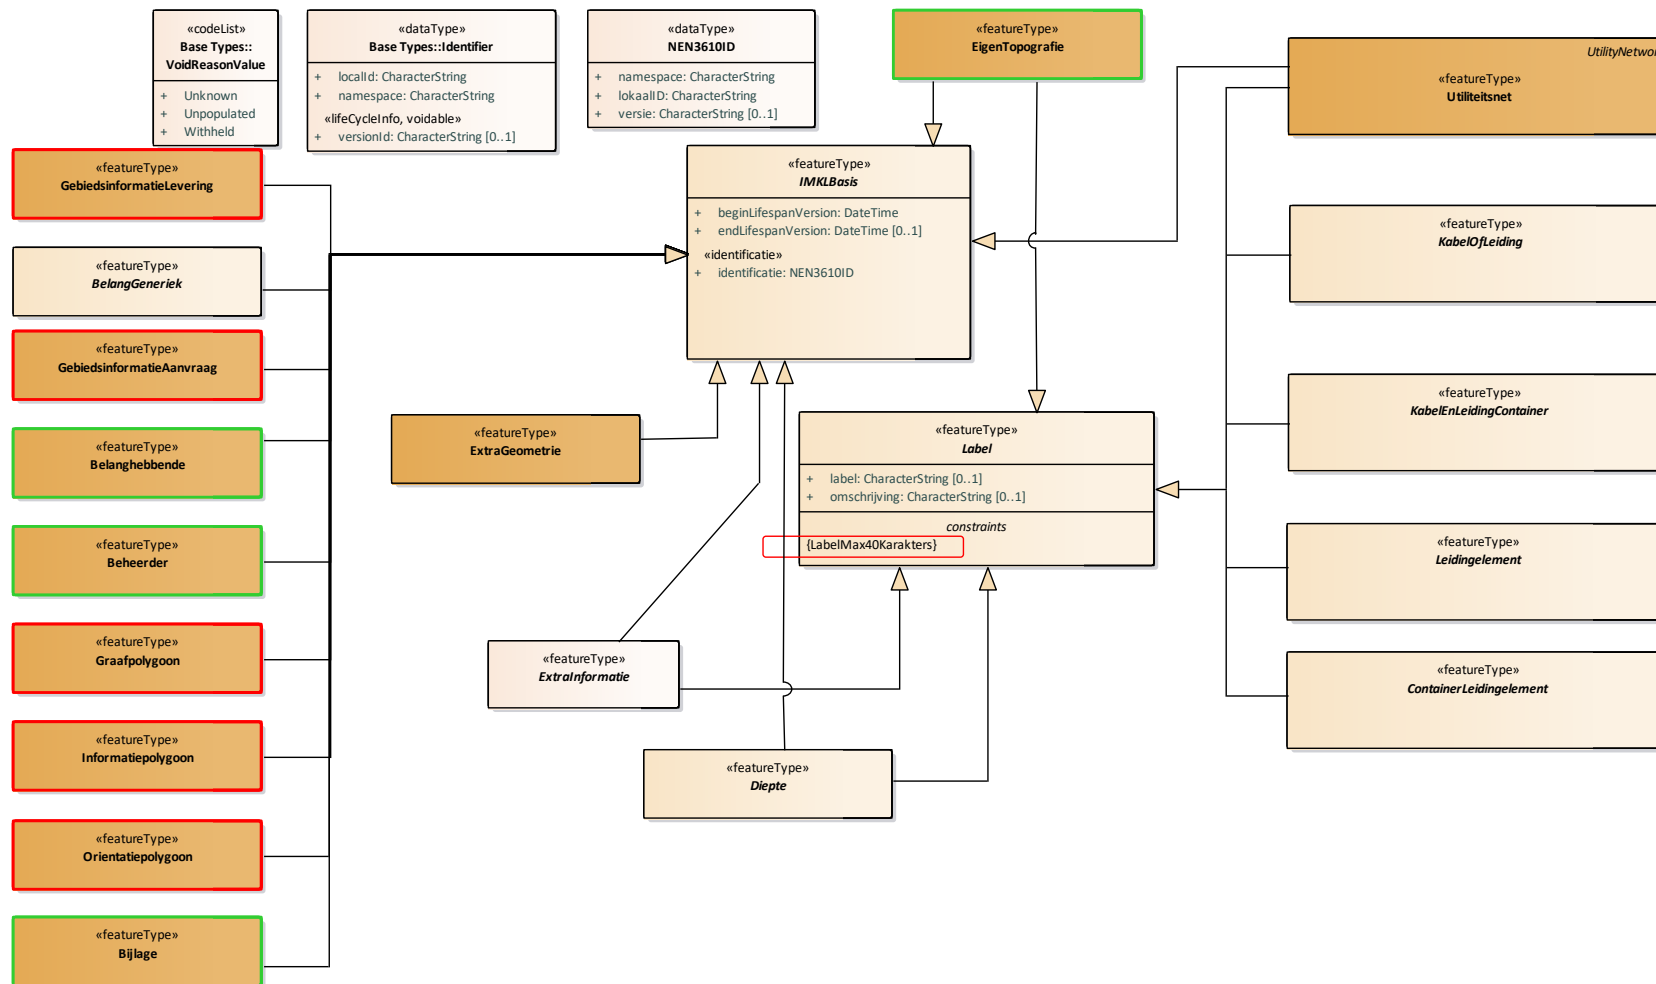 «codeList»
Base Types::
VoidReasonValue
+ Unknown
+ Unpopulated
+ Withheld
«dataType»
Base Types::Identifier
+ localId: CharacterString
+ namespace: CharacterString
«lifeCycleInfo, voidable»
+ versionId: CharacterString [0..1]
«dataType»
NEN3610ID
+ namespace: CharacterString
+ lokaalID: CharacterString
+ versie: CharacterString [0..1]
«featureType»
EigenTopografie
«featureType»
Utiliteitsnet
«featureType»
GebiedsinformatieLevering
«featureType»
BelangGeneriek
«featureType»
GebiedsinformatieAanvraag
«featureType»
Belanghebbende
«featureType»
Beheerder
«featureType»
Graafpolygoon
«featureType»
Informatiepolygoon
«featureType»
Orientatiepolygoon
«featureType»
Bijlage
«featureType»
IMKLBasis
+ beginLifespanVersion: DateTime
+ endLifespanVersion: DateTime [0..1]
«identificatie»
+ identificatie: NEN3610ID
«featureType»
ExtraGeometrie
«featureType»
Label
+ label: CharacterString [0..1]
+ omschrijving: CharacterString [0..1]
constraints
{LabelMax40Karakters}
«featureType»
ExtraInformatie
«featureType»
Diepte
«featureType»
KabelOfLeiding
«featureType»
KabelEnLeidingContainer
«featureType»
Leidingelement
«featureType»
ContainerLeidingelement